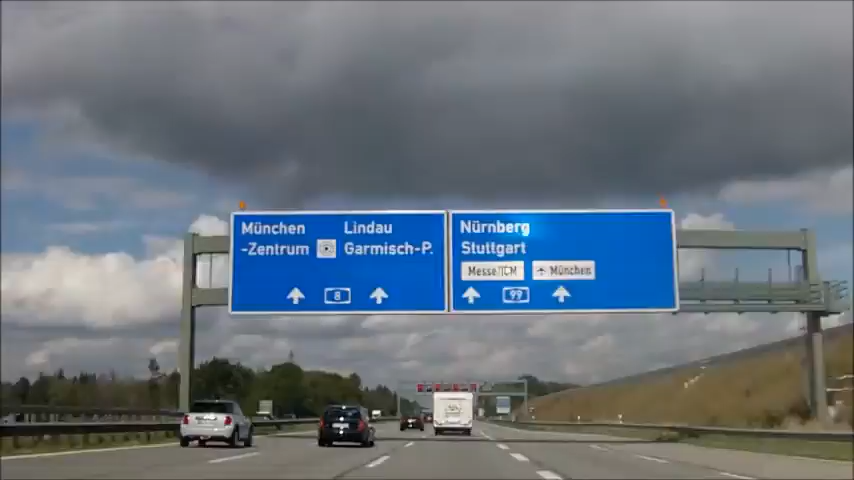 München
-Zentrum
Lindau
Garmisch-P.
8
Nürnberg
Stuttgart
Messe/ICM
München
99